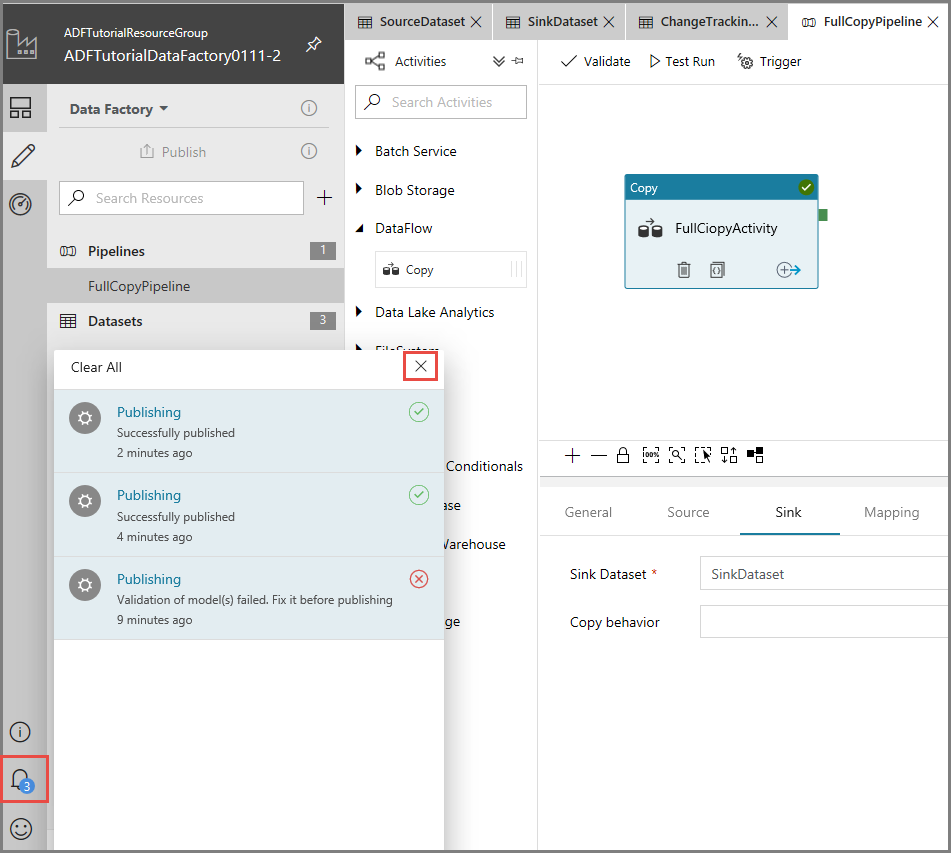 ADFTutorialResourceGroup
ADFTutorialDataFactory0111-2
Data Factory
Publish
Search Resources
Pipelines 1
FullCopyPipeline
Datasets 3
Clear All
Publishing
Successfully published
2 minutes ago
Publishing
Successfully published
4 minutes ago
Publishing
Validation of model(s) failed. Fix it before publishing
9 minutes ago
3
SourceDataset
SinkDataset
ChangeTrackin...
FullCopyPipeline
Activities
Search Activities
Batch Service
Blob Storage
DataFlow
Copy
Data Lake Analytics
FileSystem
Conditionals
ase
Warehouse
ge
Validate
Test Run
Trigger
Copy
FullCiopyActivity
100%
General
Source
Sink
Mapping
Sink Dataset *
SinkDataset
Copy behavior